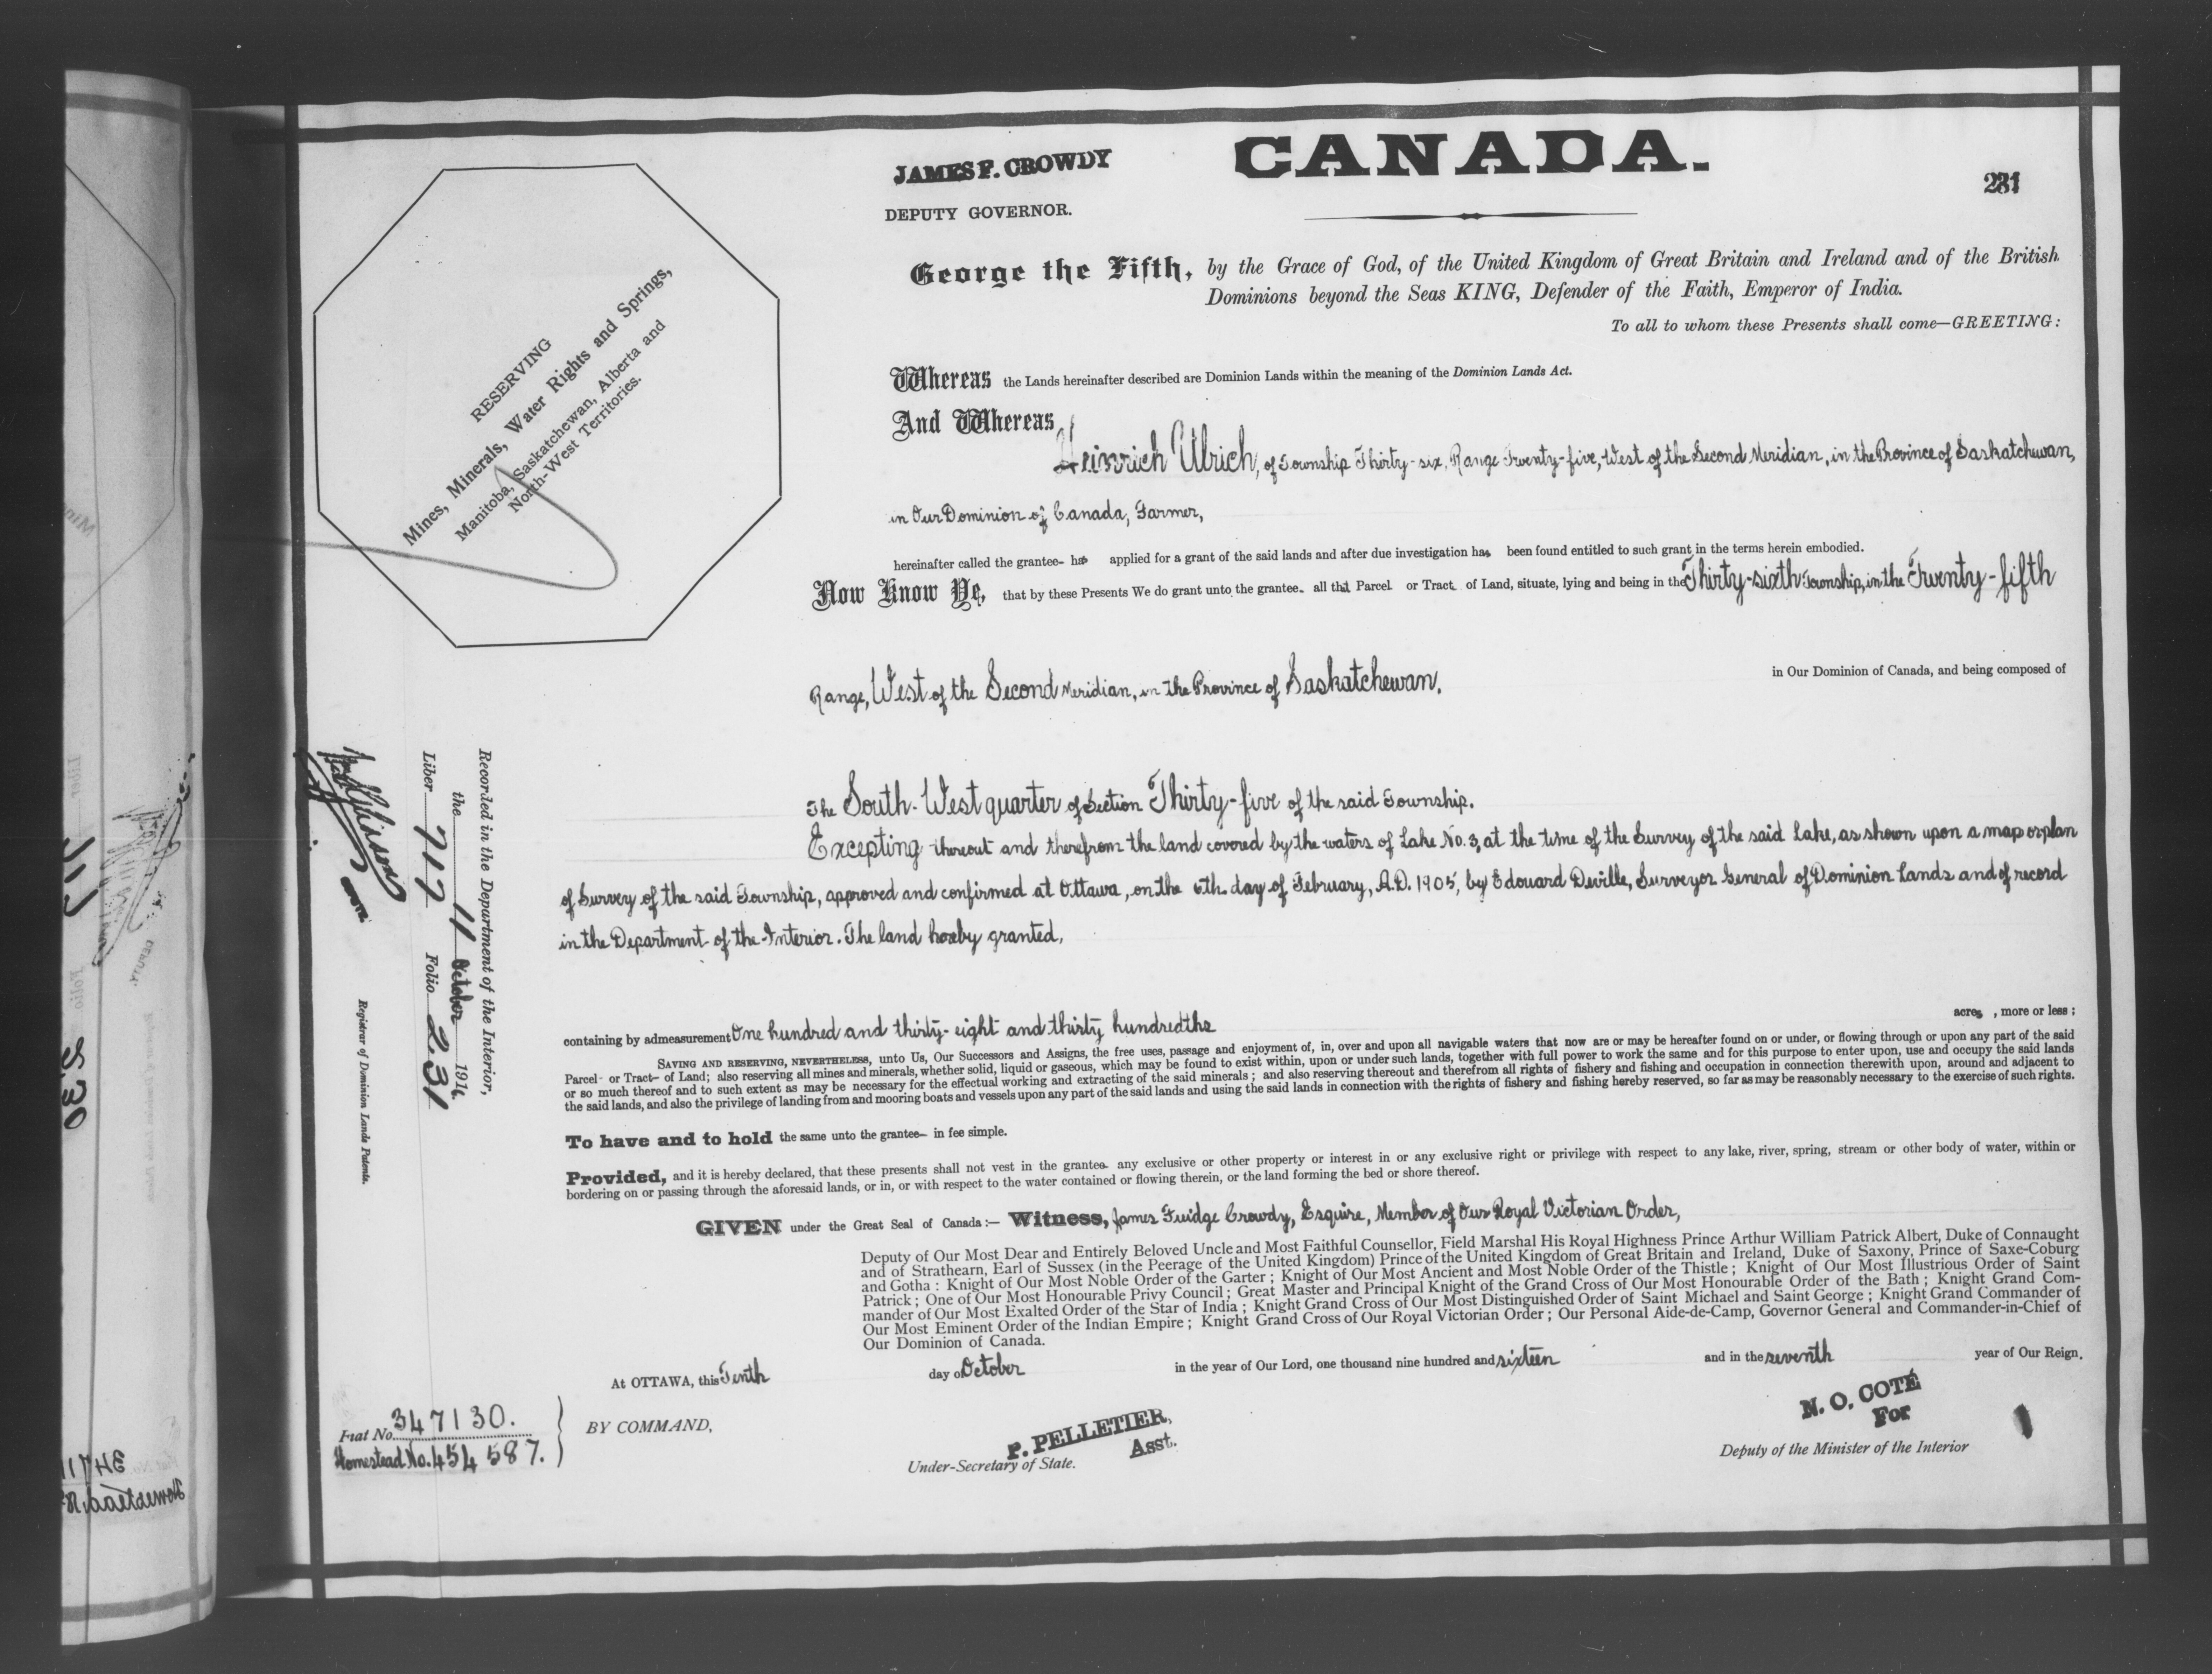 CANADA.
JAMES F. CROWDY
DEPUTY GOVERNOR.
231
George the Fifth, by the Grace of God, of the United Kingdom of Great Britain and Ireland and of the British
Dominions beyond the Seas KING, Defender of the Faith, Emperor of India.
To all to whom these Presents shall come—GREETING:
RESERVING
Mines, Minerals, Water Rights and Springs,
Manitoba, Saskatchewan, Alberta and
North-West Territories.
Whereas the Lands hereinafter described are Dominion Lands within the meaning of the Dominion Lands Act.
And Whereas
Heinrich Ulrich, of Township Thirty-six, Range Twenty-five, West of the Second Meridian, in the Province of Saskatchewan,
in Our Dominion of Canada, Farmer,
hereinafter called the grantee has applied for a grant of the said lands and after due investigation has been found entitled to such grant in the terms herein embodied.
Now Know Ye, that by these Presents We do grant unto the grantee all that Parcel or Tract of Land, situate, lying and being in the Thirty-sixth Township, in the Twenty-fifth
Range, West of the Second Meridian, in the Province of Saskatchewan, in Our Dominion of Canada, and being composed of
The South-West quarter of Section Thirty-five of the said Township.
Excepting thereout and therefrom the land covered by the waters of Lake No. 3, at the time of the Survey of the said Lake, as shown upon a map or plan
of Survey of the said Township, approved and confirmed at Ottawa, on the 6th day of February, A.D. 1905, by Edouard Deville, Surveyor General of Dominion Lands and of record
in the Department of the Interior. The land hereby granted,
containing by admeasurement One hundred and thirty-eight and thirty hundredths acres, more or less;
SAVING AND RESERVING, NEVERTHELESS, unto Us, Our Successors and Assigns, the free uses, passage and enjoyment of, in, over and upon all navigable waters that now are or may be hereafter found on or under, or flowing through or upon any part of the said
Parcel or Tract of Land; also reserving all mines and minerals, whether solid, liquid or gaseous, which may be found to exist within, upon or under such lands, together with full power to work the same and for this purpose to enter upon, use and occupy the said lands
or so much thereof and to such extent as may be necessary for the effectual working and extracting of the said minerals; and also reserving thereout and therefrom all rights of fishery and fishing and occupation in connection therewith upon, around and adjacent to
the said lands, and also the privilege of landing from and mooring boats and vessels upon any part of the said lands and using the said lands in connection with the rights of fishery and fishing hereby reserved, so far as may be reasonably necessary to the exercise of such rights.
To have and to hold the same unto the grantee in fee simple.
Provided, and it is hereby declared, that these presents shall not vest in the grantee any exclusive or other property or interest in or any exclusive right or privilege with respect to any lake, river, spring, stream or other body of water, within or
bordering on or passing through the aforesaid lands, or in, or with respect to the water contained or flowing therein, or the land forming the bed or shore thereof.
GIVEN under the Great Seal of Canada:— Witness, James Fuidge Crowdy, Esquire, Member of Our Royal Victorian Order,
Deputy of Our Most Dear and Entirely Beloved Uncle and Most Faithful Counsellor, Field Marshal His Royal Highness Prince Arthur William Patrick Albert, Duke of Connaught
and of Strathearn, Earl of Sussex (in the Peerage of the United Kingdom) Prince of the United Kingdom of Great Britain and Ireland, Duke of Saxony, Prince of Saxe-Coburg
and Gotha: Knight of Our Most Noble Order of the Garter; Knight of Our Most Ancient and Most Noble Order of the Thistle; Knight of Our Most Illustrious Order of Saint
Patrick; One of Our Most Honourable Privy Council; Great Master and Principal Knight of the Grand Cross of Our Most Honourable Order of the Bath; Knight Grand Com-
mander of Our Most Exalted Order of the Star of India; Knight Grand Cross of Our Most Distinguished Order of Saint Michael and Saint George; Knight Grand Commander of
Our Most Eminent Order of the Indian Empire; Knight Grand Cross of Our Royal Victorian Order; Our Personal Aide-de-Camp, Governor General and Commander-in-Chief of
Our Dominion of Canada.
At OTTAWA, this Tenth day of October in the year of Our Lord, one thousand nine hundred and sixteen and in the seventh year of Our Reign.
BY COMMAND,
P. PELLETIER,
Asst.
Under-Secretary of State.
N. O. COTÉ
For
Deputy of the Minister of the Interior
Fiat No. 347130.
Homestead No. 454587.
Recorded in the Department of the Interior,
the 11 October 1916
Liber 717 Folio 231
Registrar of Dominion Lands Patents.